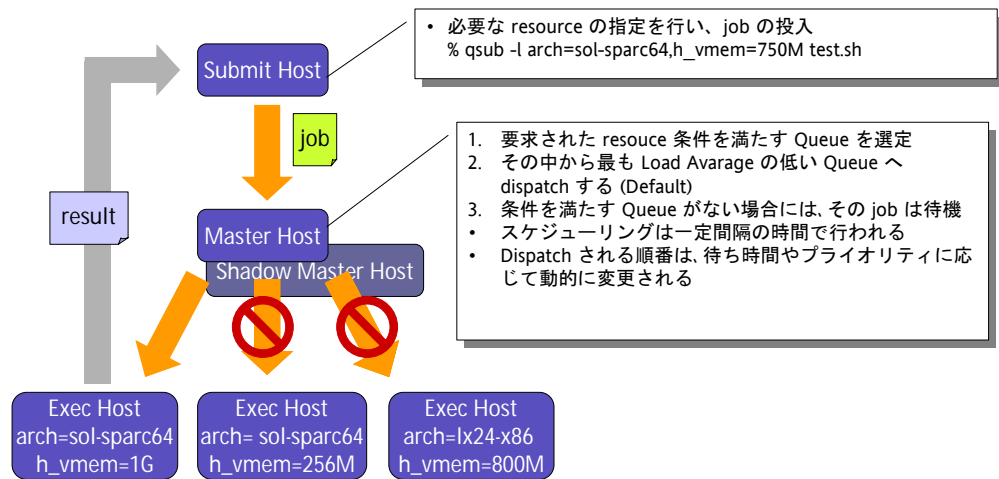 • 必要な resource の指定を行い、job の投入
% qsub -l arch=sol-sparc64,h_vmem=750M test.sh
Submit Host
job
1. 要求された resouce 条件を満たす Queue を選定
2. その中から最も Load Avarage の低い Queue へ
dispatch する (Default)
3. 条件を満たす Queue がない場合には、その job は待機
• スケジューリングは一定間隔の時間で行われる
• Dispatch される順番は、待ち時間やプライオリティに応
じて動的に変更される
result
Master Host
Shadow Master Host
Exec Host
arch=sol-sparc64
h_vmem=1G
Exec Host
arch= sol-sparc64
h_vmem=256M
Exec Host
arch=lx24-x86
h_vmem=800M